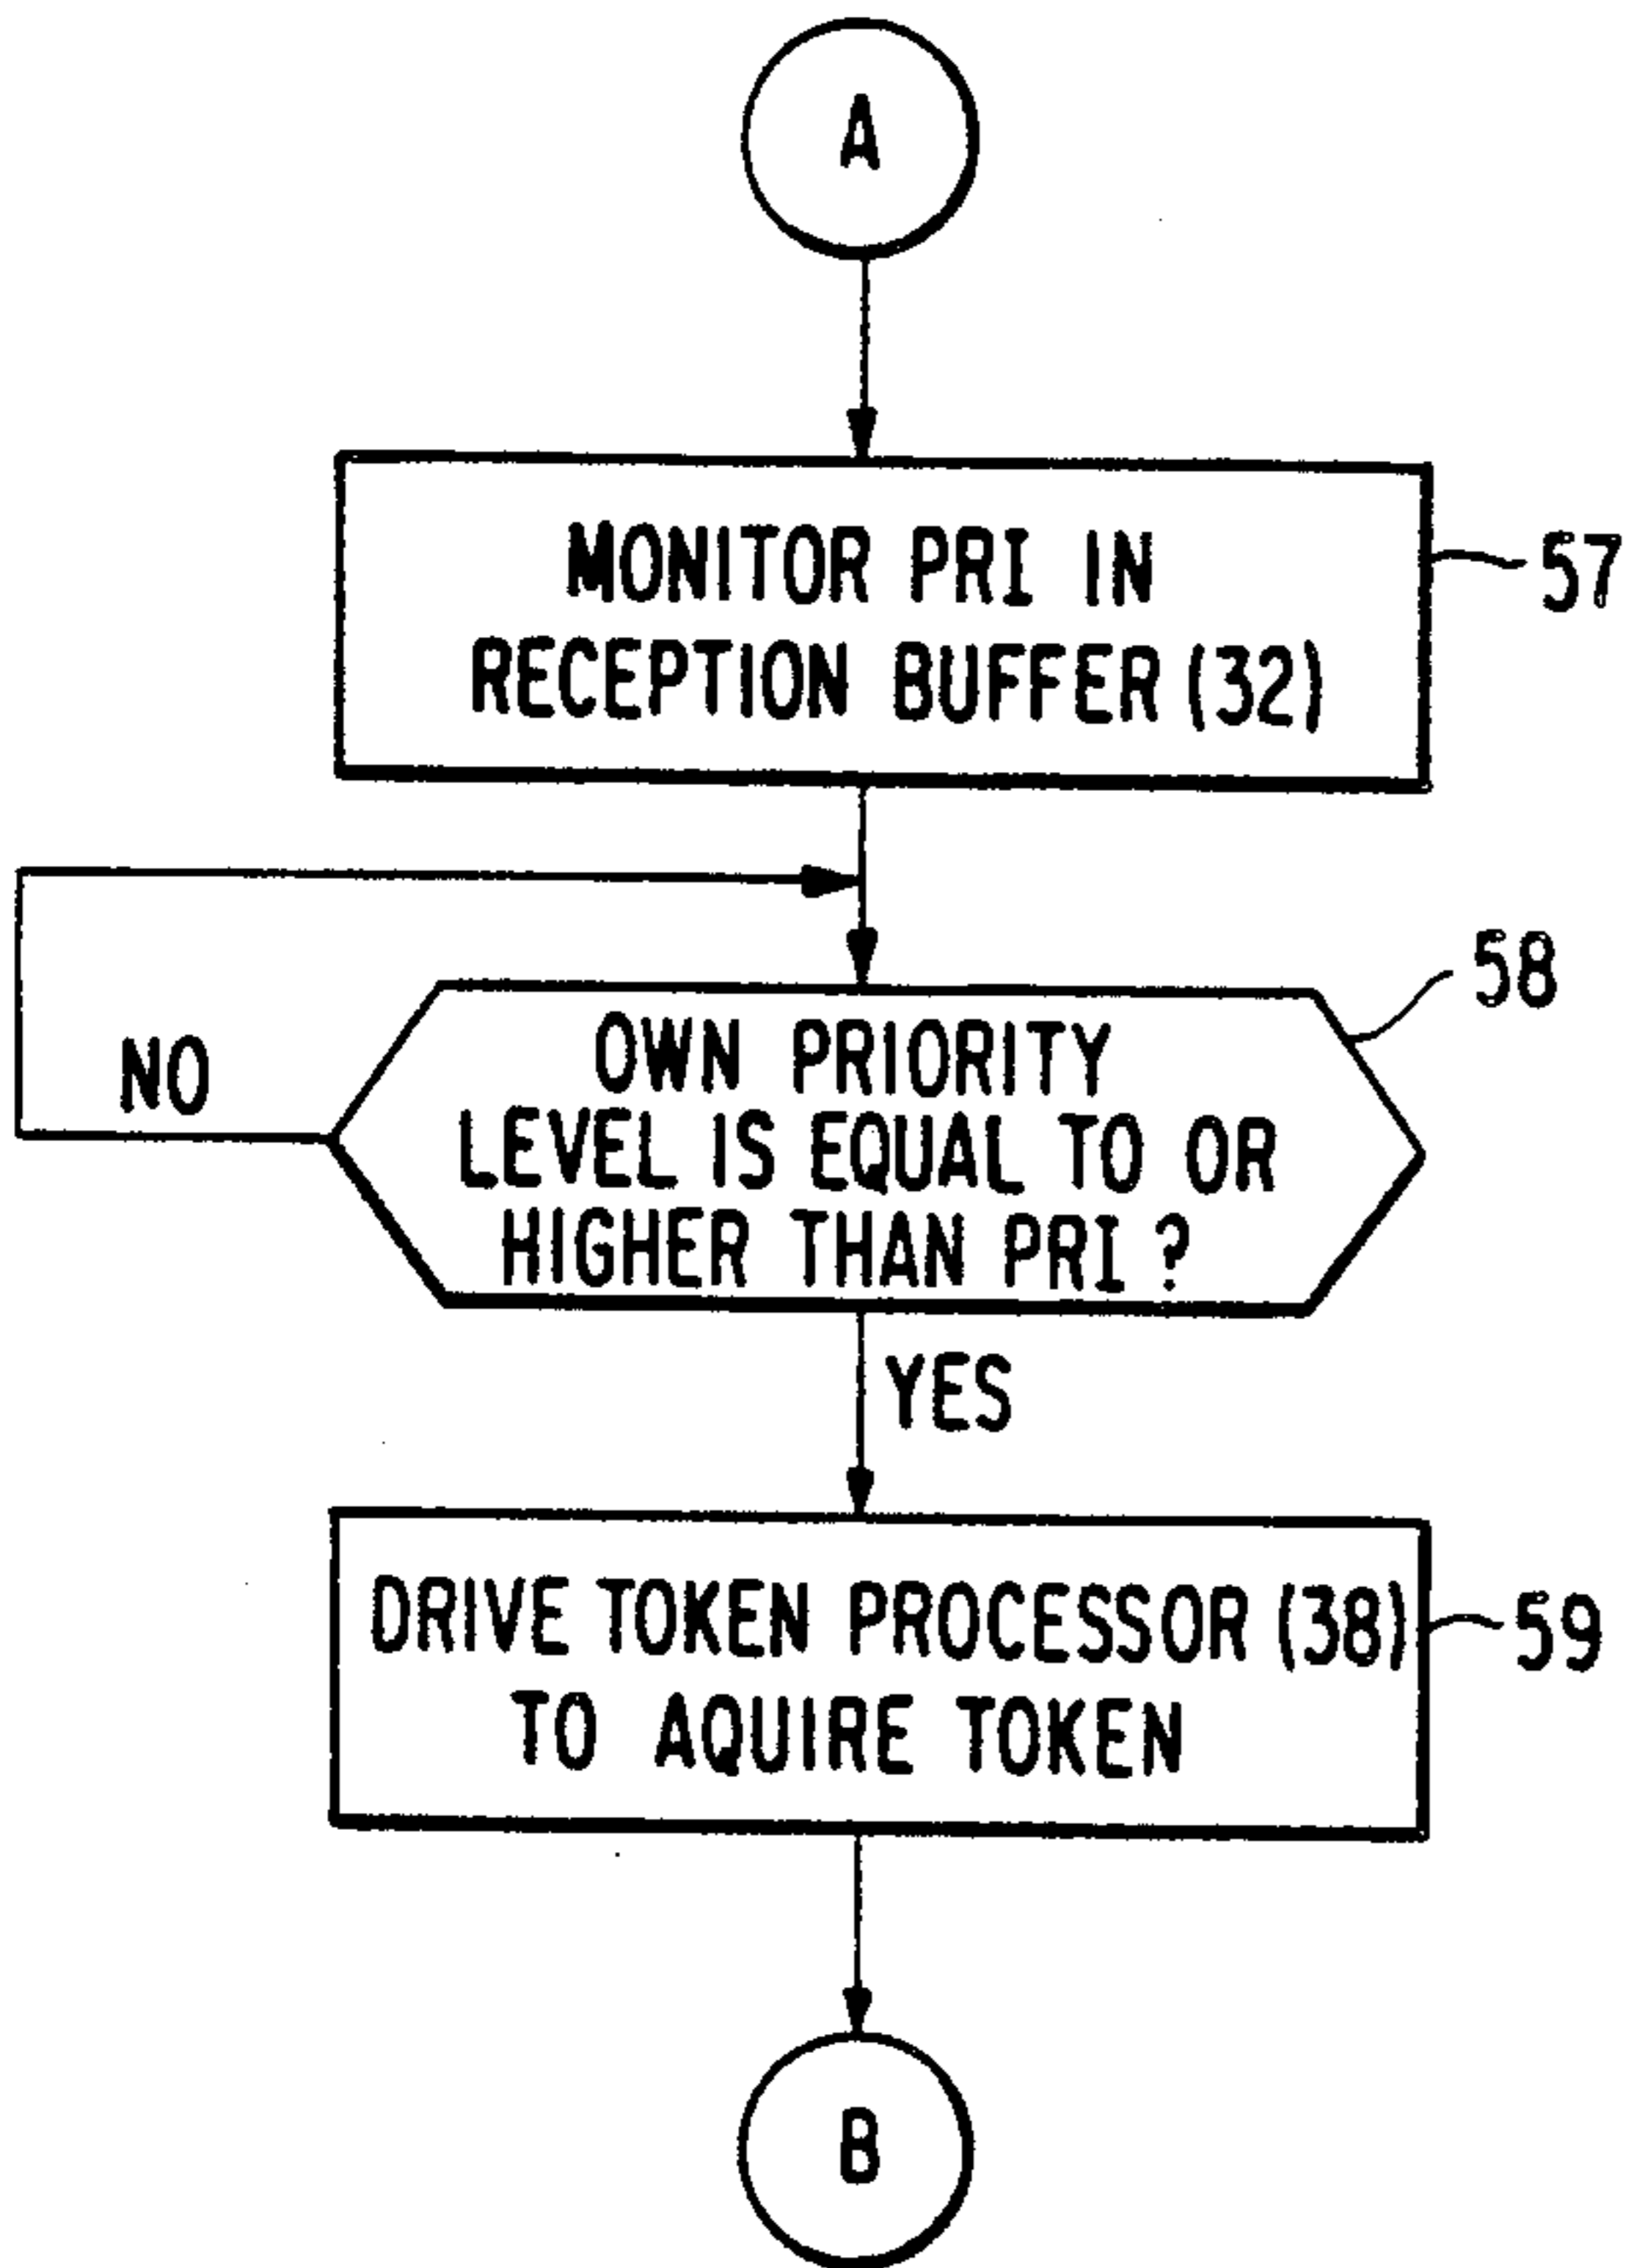 A
MONITOR PRI IN
RECEPTION BUFFER (32)
57
58
OWN PRIORITY
LEVEL IS EQUAL TO OR
HIGHER THAN PRI ?
NO
YES
DRIVE TOKEN PROCESSOR (38)
TO AQUIRE TOKEN
59
B